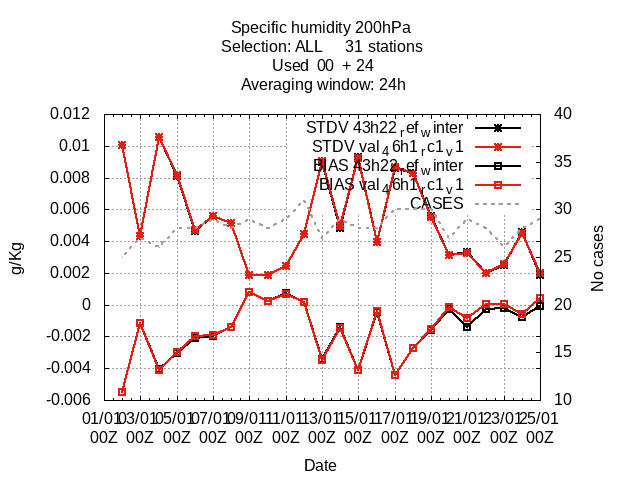 Specific humidity 200hPa
Selection: ALL 31 stations
Used 00 + 24
Averaging window: 24h
0.012
0.01
0.008
0.006
0.004
0.002
0
-0.002
-0.004
-0.006
g/Kg
40
35
30
25
20
15
10
No cases
STDV 43h22_ref_winter
STDV val_46h1_rc1_v1
BIAS 43h22_ref_winter
BIAS val_46h1_rc1_v1
CASES
01/01 03/01 05/01 07/01 09/01 11/01 13/01 15/01 17/01 19/01 21/01 23/01 25/01
00Z 00Z 00Z 00Z 00Z 00Z 00Z 00Z 00Z 00Z 00Z 00Z 00Z
Date